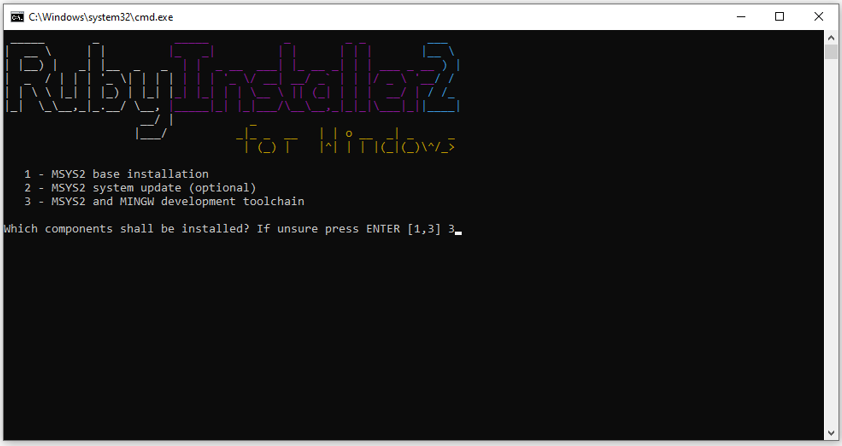 C:\Windows\system32\cmd.exe
RubyInstaller2
for Windows
1 - MSYS2 base installation
2 - MSYS2 system update (optional)
3 - MSYS2 and MINGW development toolchain
Which components shall be installed? If unsure press ENTER [1,3] 3